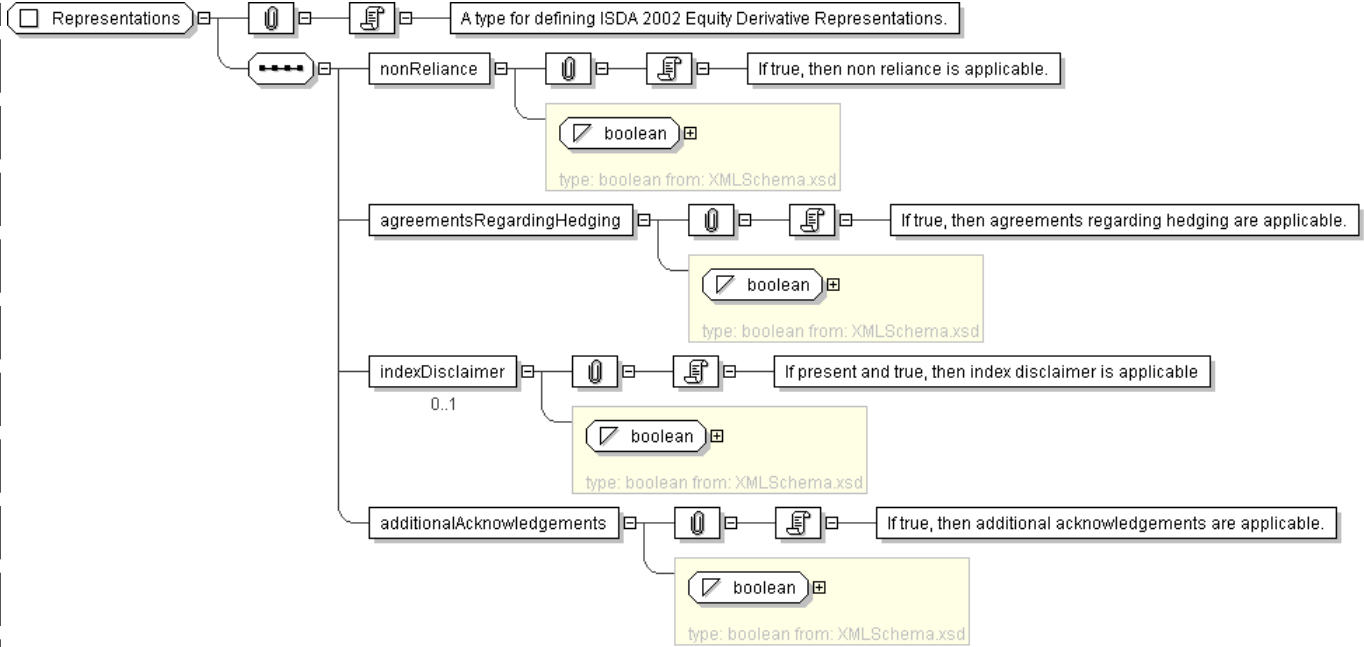 Representations
A type for defining ISDA 2002 Equity Derivative Representations.
nonReliance
If true, then non reliance is applicable.
boolean
type: boolean from: XMLSchema.xsd
agreementsRegardingHedging
If true, then agreements regarding hedging are applicable.
boolean
type: boolean from: XMLSchema.xsd
indexDisclaimer
If present and true, then index disclaimer is applicable
0..1
boolean
type: boolean from: XMLSchema.xsd
additionalAcknowledgements
If true, then additional acknowledgements are applicable.
boolean
type: boolean from: XMLSchema.xsd